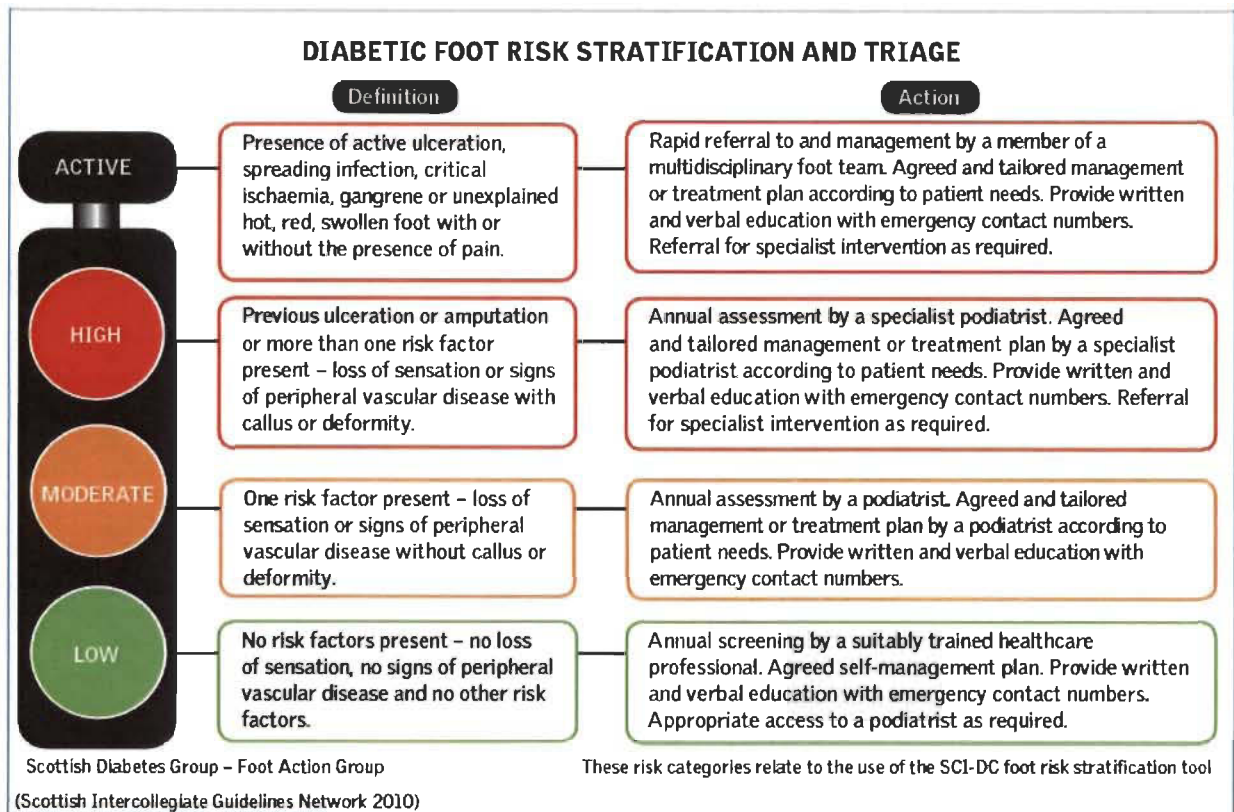 DIABETIC FOOT RISK STRATIFICATION AND TRIAGE
Definition
Action
ACTIVE
Presence of active ulceration,
spreading infection, critical
ischaemia, gangrene or unexplained
hot, red, swollen foot with or
without the presence of pain.
Rapid referral to and management by a member of a
multidisciplinary foot team. Agreed and tailored management
or treatment plan according to patient needs. Provide written
and verbal education with emergency contact numbers.
Referral for specialist intervention as required.
HIGH
Previous ulceration or amputation
or more than one risk factor
present – loss of sensation or signs
of peripheral vascular disease with
callus or deformity.
Annual assessment by a specialist podiatrist. Agreed
and tailored management or treatment plan by a specialist
podiatrist according to patient needs. Provide written and
verbal education with emergency contact numbers. Referral
for specialist intervention as required.
MODERATE
One risk factor present – loss of
sensation or signs of peripheral
vascular disease without callus or
deformity.
Annual assessment by a podiatrist. Agreed and tailored
management or treatment plan by a podiatrist according to
patient needs. Provide written and verbal education with
emergency contact numbers.
LOW
No risk factors present – no loss
of sensation, no signs of peripheral
vascular disease and no other risk
factors.
Annual screening by a suitably trained healthcare
professional. Agreed self-management plan. Provide written
and verbal education with emergency contact numbers.
Appropriate access to a podiatrist as required.
Scottish Diabetes Group – Foot Action Group
These risk categories relate to the use of the SCI-DC foot risk stratification tool
(Scottish Intercollegiate Guidelines Network 2010)